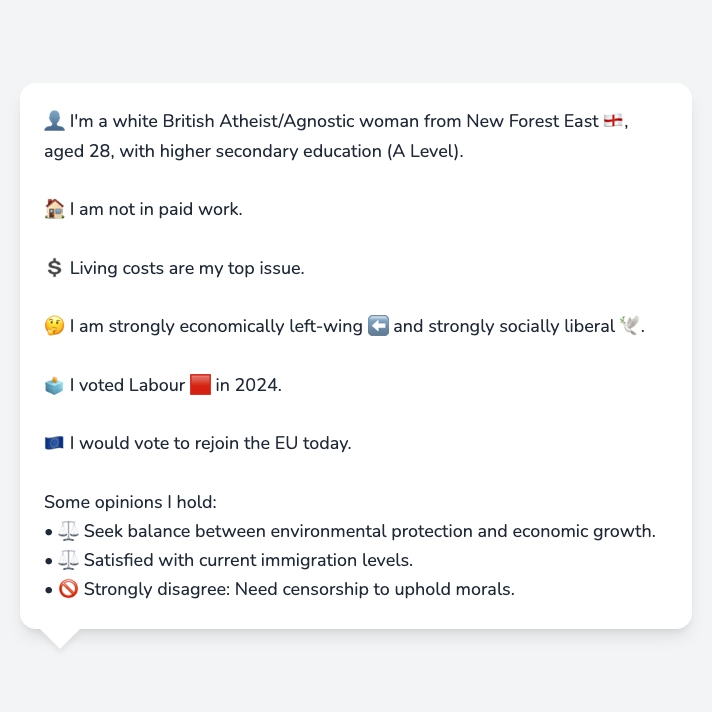 👤 I'm a white British Atheist/Agnostic woman from New Forest East 🏴󠁧󠁢󠁥󠁮󠁧󠁿,
aged 28, with higher secondary education (A Level).
🏠 I am not in paid work.
💲 Living costs are my top issue.
🤔 I am strongly economically left-wing ⬅️ and strongly socially liberal 🕊️.
🗳️ I voted Labour 🟥 in 2024.
🇪🇺 I would vote to rejoin the EU today.
Some opinions I hold:
• ⚖️ Seek balance between environmental protection and economic growth.
• ⚖️ Satisfied with current immigration levels.
• 🚫 Strongly disagree: Need censorship to uphold morals.